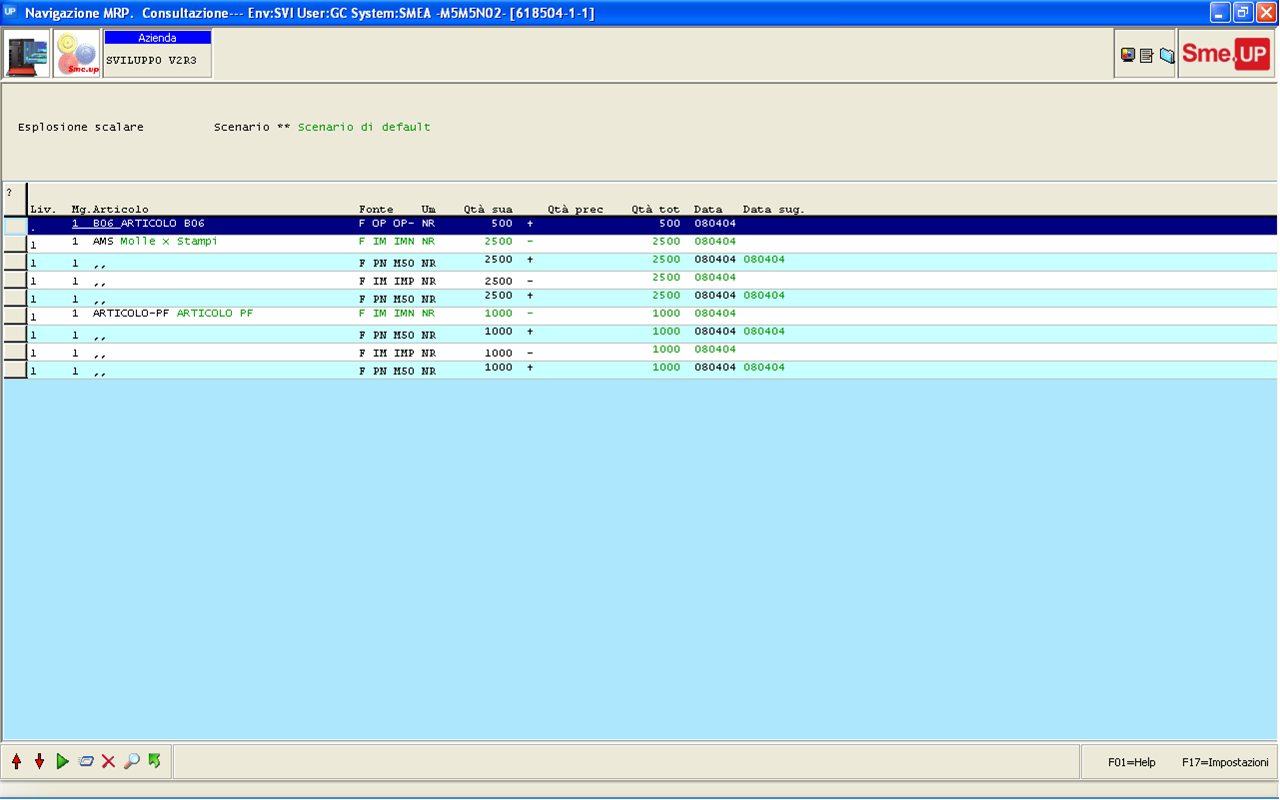 UP Navigazione MRP. Consultazione--- Env:SVI User:GC System:SMEA -M5M5N02- [618504-1-1]
Sme.up
Azienda
SVILUPPO V2R3
Sme.UP
Esplosione scalare Scenario ** Scenario di default
?
Liv. Mg.Articolo Fonte Um Qtà sua Qtà prec Qtà tot Data Data sug.
. 1 B06 ARTICOLO B06 F OP OP- NR 500 + 500 080404
1 1 AMS Molle x Stampi F IM IMN NR 2500 - 2500 080404
1 1 ,, F PN M50 NR 2500 + 2500 080404 080404
1 1 ,, F IM IMP NR 2500 - 2500 080404
1 1 ,, F PN M50 NR 2500 + 2500 080404 080404
1 1 ARTICOLO-PF ARTICOLO PF F IM IMN NR 1000 - 1000 080404
1 1 ,, F PN M50 NR 1000 + 1000 080404 080404
1 1 ,, F IM IMP NR 1000 - 1000 080404
1 1 ,, F PN M50 NR 1000 + 1000 080404 080404
F01=Help F17=Impostazioni